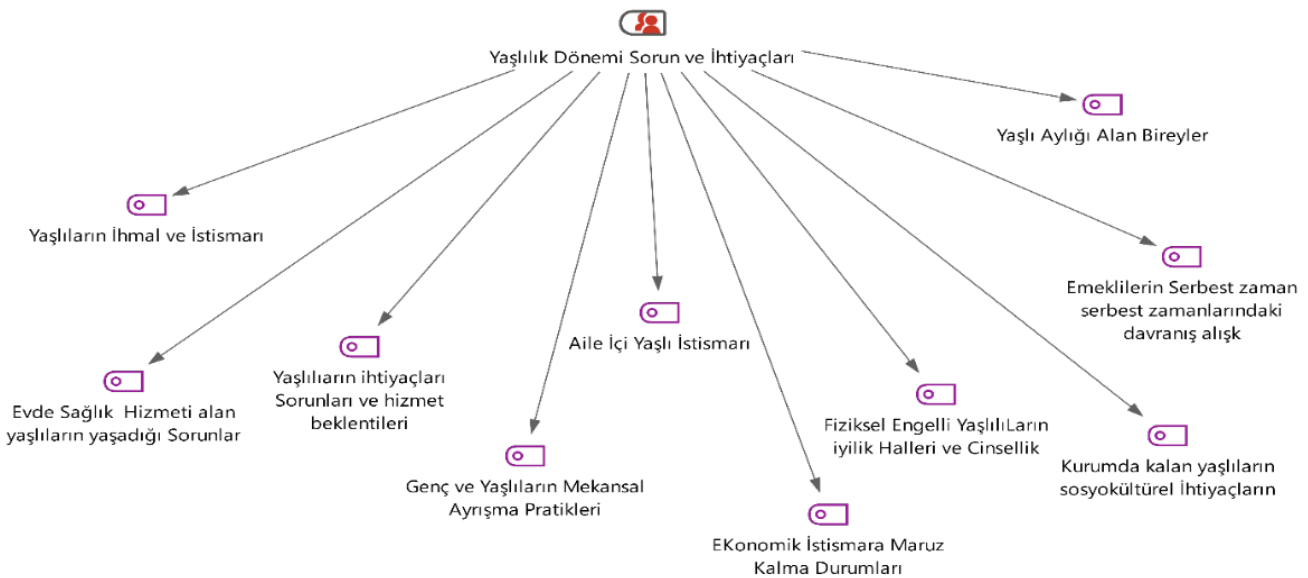 Yaşlılık Dönemi Sorun ve İhtiyaçları
Yaşlı Aylığı Alan Bireyler
Yaşlıların İhmal ve İstismarı
Emeklilerin Serbest zaman
serbest zamanlarındaki
davranış alışk
Aile İçi Yaşlı İstismarı
Yaşlılıarın ihtiyaçları
Sorunları ve hizmet
beklentileri
Evde Sağlık Hizmeti alan
yaşlıların yaşadığı Sorunlar
Fiziksel Engelli YaşlılıLarın
iyilik Halleri ve Cinsellik
Kurumda kalan yaşlıların
sosyokültürel İhtiyaçların
Genç ve Yaşlıların Mekansal
Ayrışma Pratikleri
EKonomik İstismara Maruz
Kalma Durumları